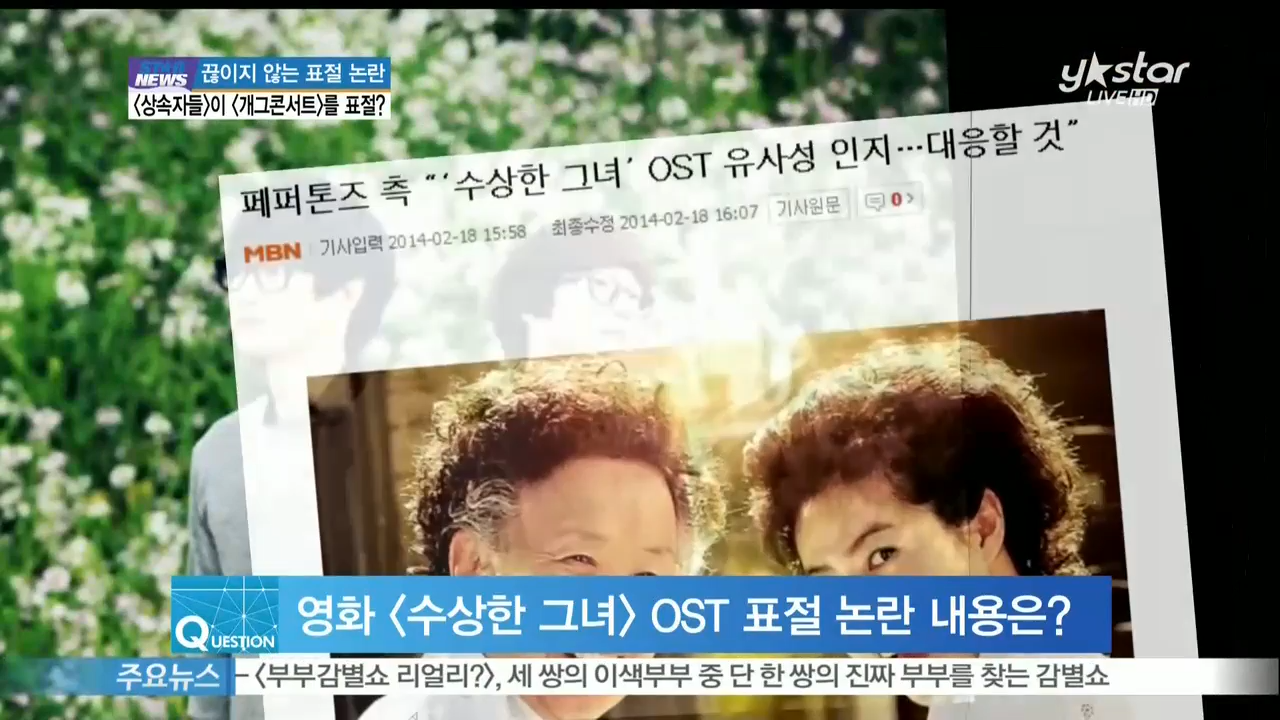 STAR NEWS 끊이지 않는 표절 논란
<상속자들>이 <개그콘서트>를 표절?
y★star
LIVE HD
페퍼톤즈 측 “‘수상한 그녀’ OST 유사성 인지…대응할 것”
MBN | 기사입력 2014-02-18 15:58 최종수정 2014-02-18 16:07 기사원문 0 >
QUESTION 영화 <수상한 그녀> OST 표절 논란 내용은?
주요뉴스 - <부부감별쇼 리얼리?>, 세 쌍의 이색부부 중 단 한 쌍의 진짜 부부를 찾는 감별쇼